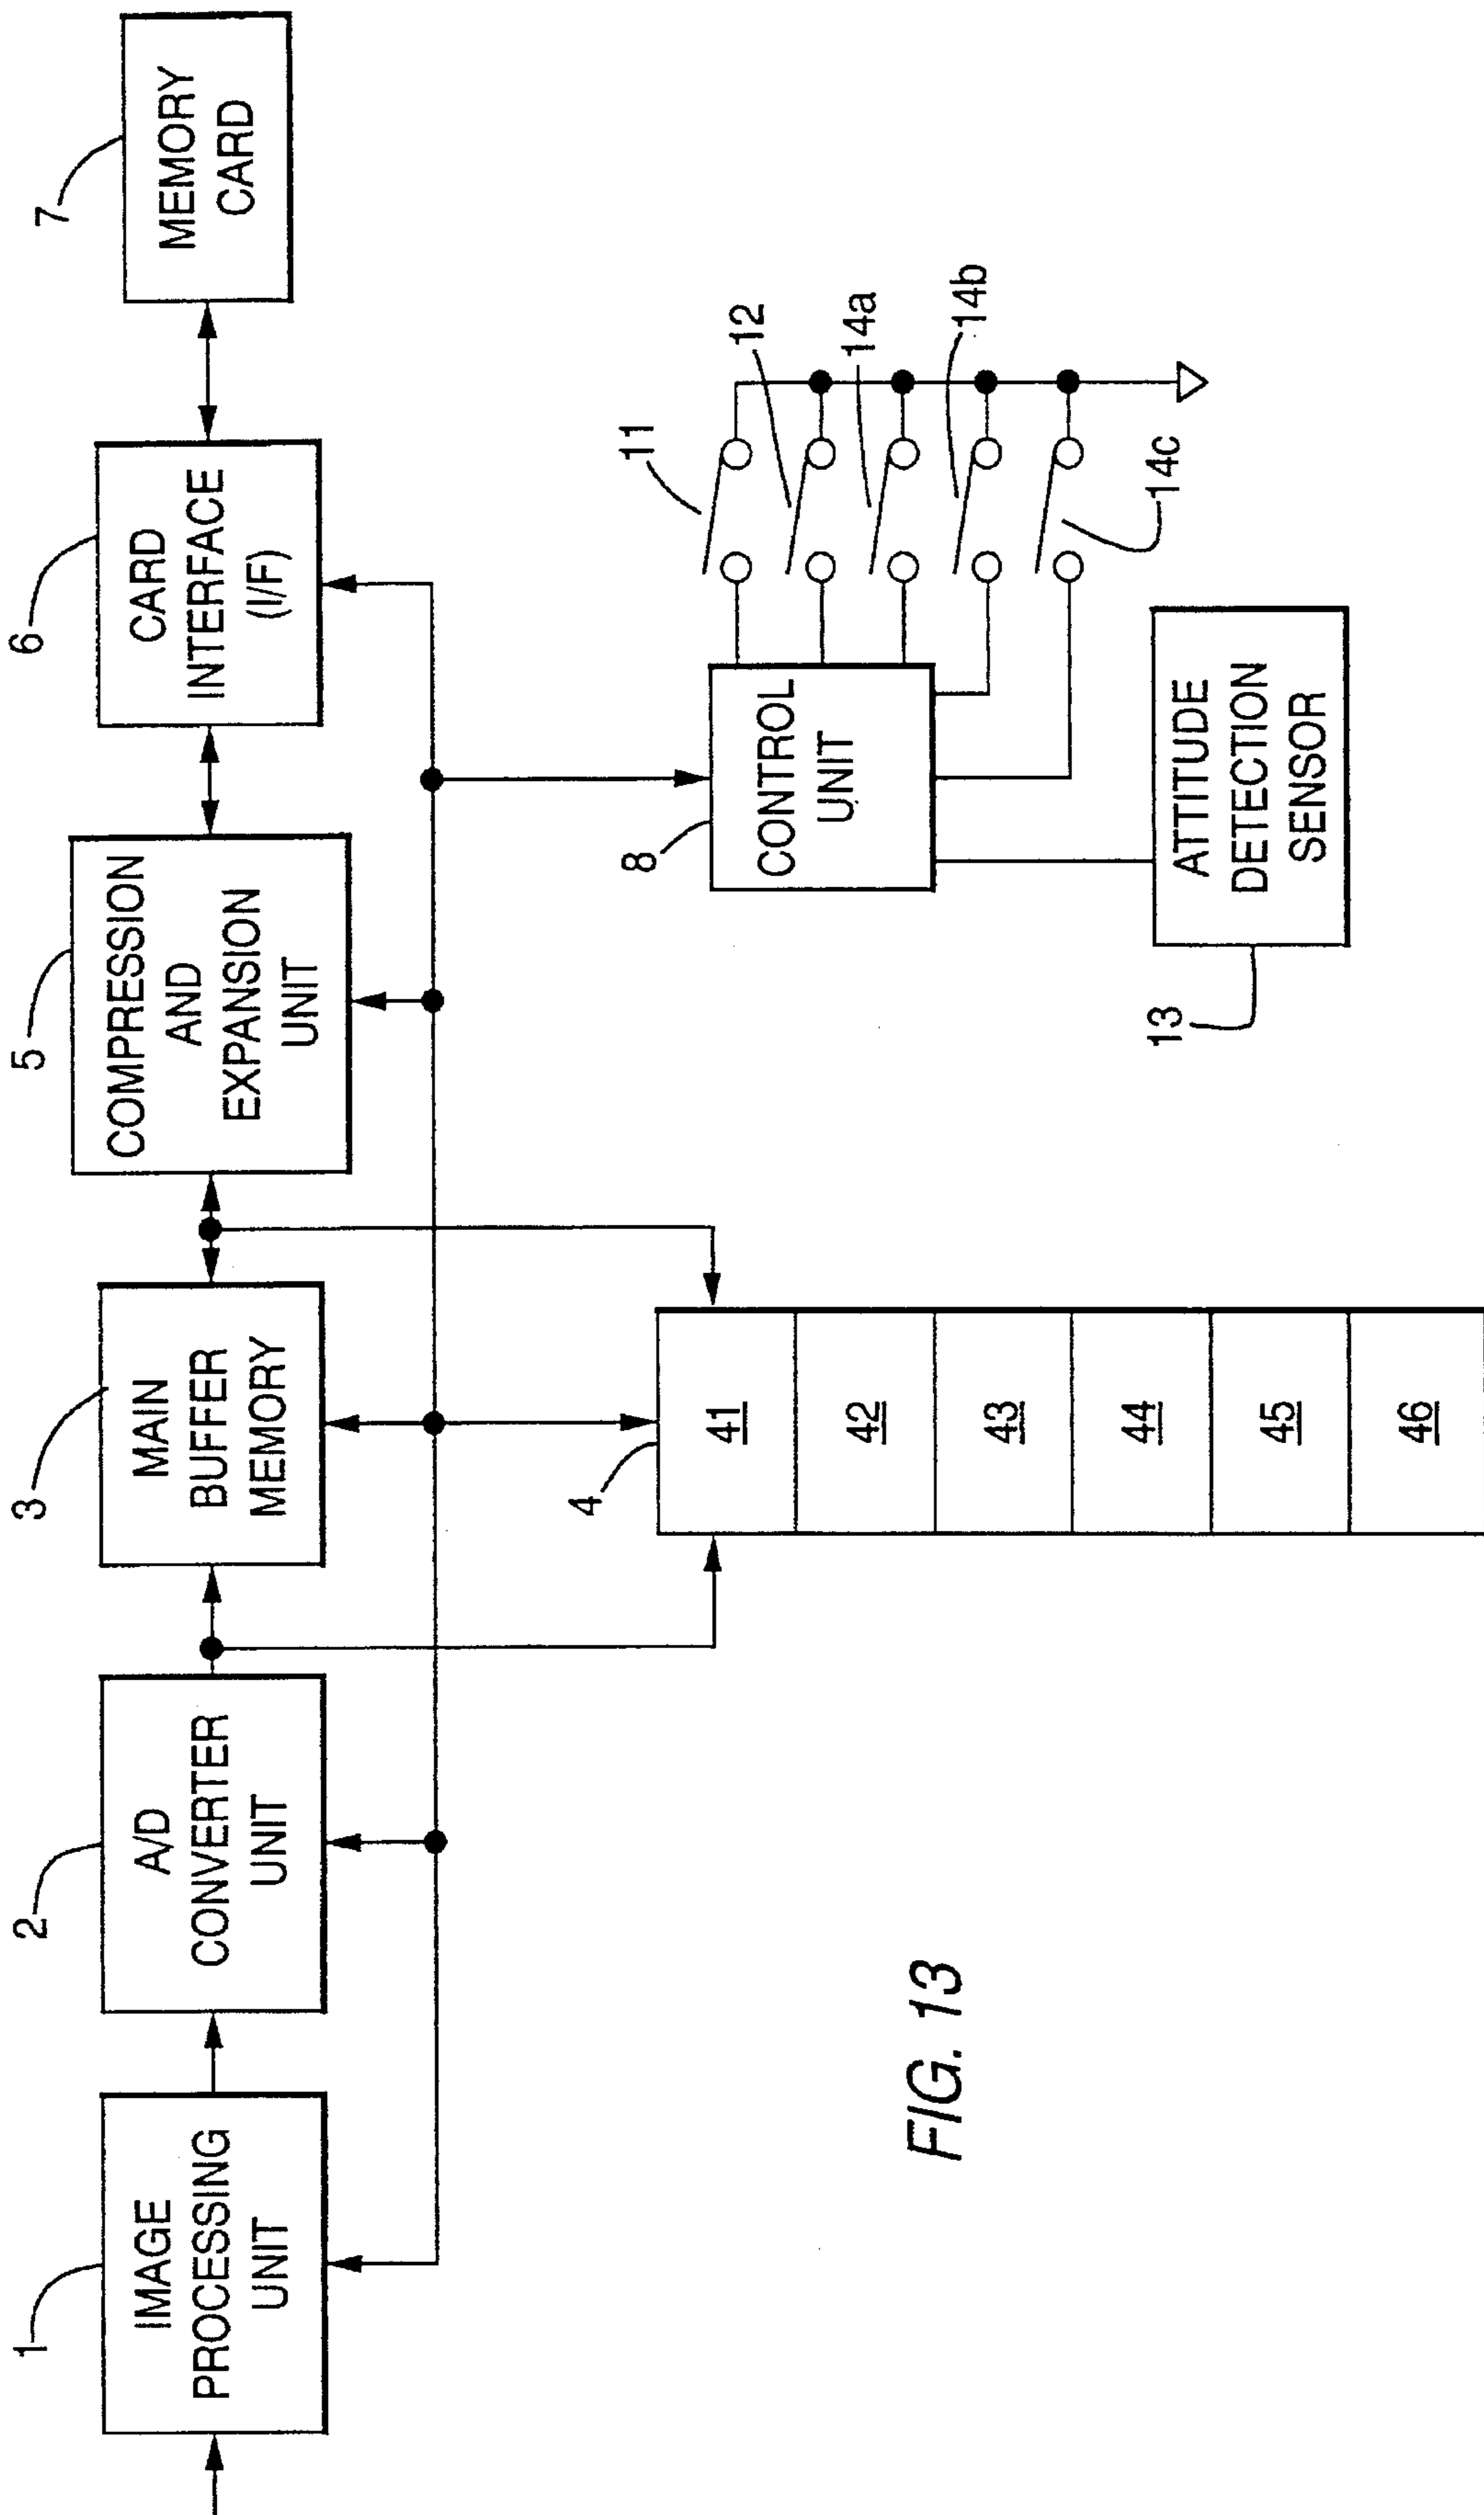 1
IMAGE
PROCESSING
UNIT
2
A/D
CONVERTER
UNIT
3
MAIN
BUFFER
MEMORY
5
COMPRESSION
AND
EXPANSION
UNIT
6
CARD
INTERFACE
(I/F)
7
MEMORY
CARD
4
41
42
43
44
45
46
8
CONTROL
UNIT
11
12
14a
14b
14c
13
ATTITUDE
DETECTION
SENSOR
FIG. 13